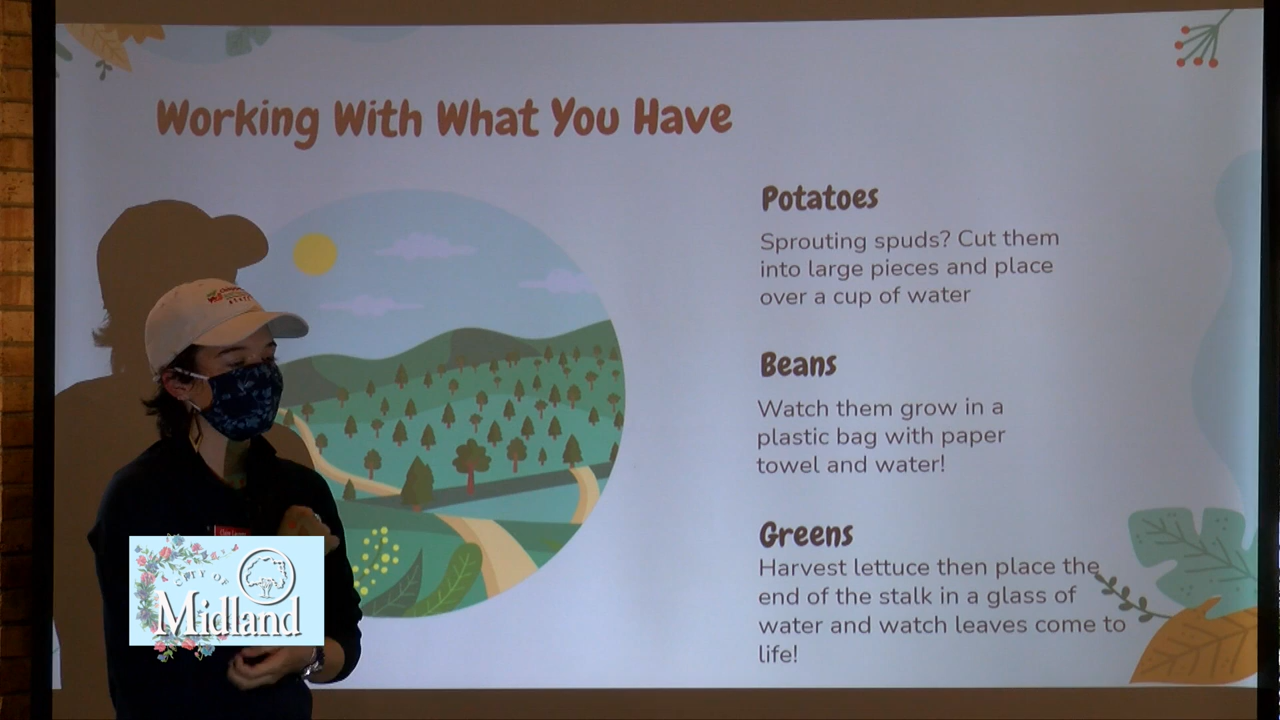 Working With What You Have
Potatoes
Sprouting spuds? Cut them
into large pieces and place
over a cup of water
Beans
Watch them grow in a
plastic bag with paper
towel and water!
Greens
Harvest lettuce then place the
end of the stalk in a glass of
water and watch leaves come to
life!
CITY OF
Midland